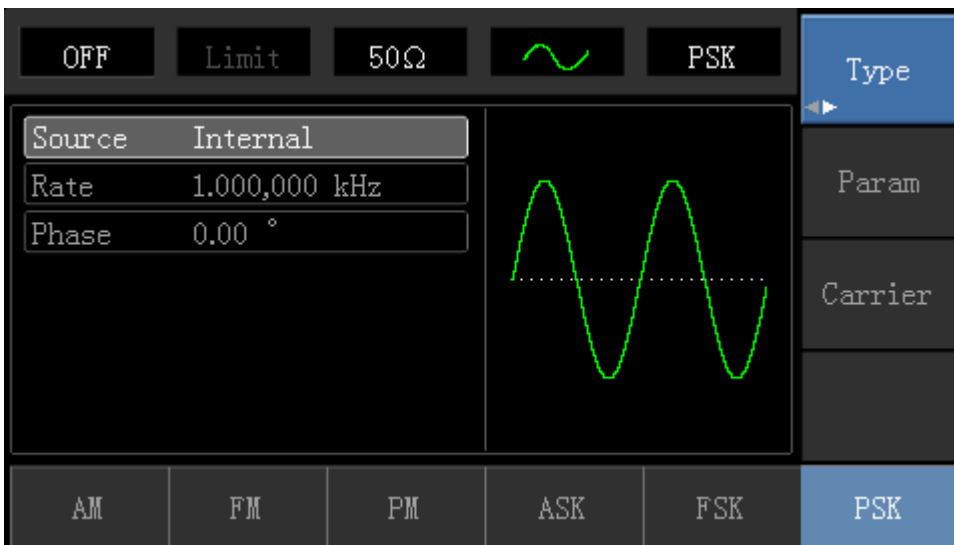 OFF Limit 50Ω PSK Type
Source Internal
Rate 1.000,000 kHz
Phase 0.00 °
Param
Carrier
AM FM PM ASK FSK PSK